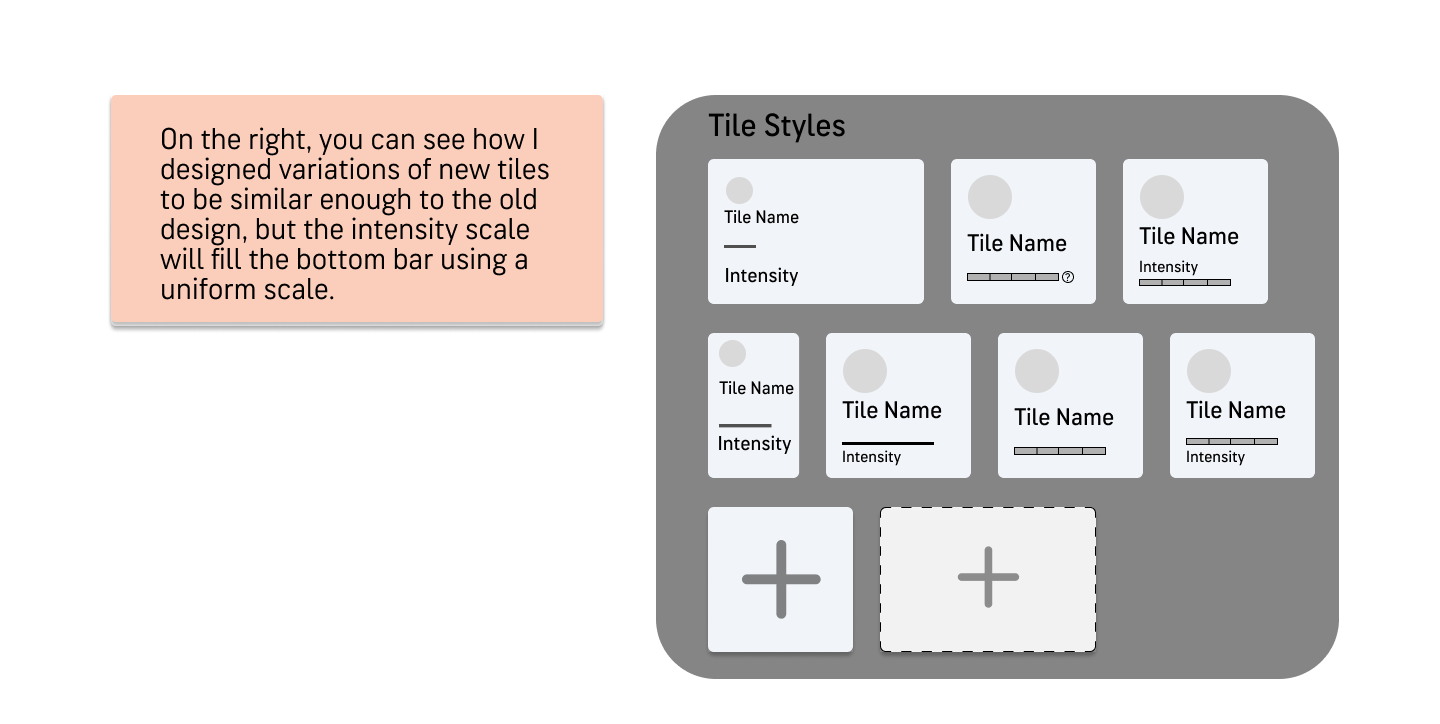 On the right, you can see how I
designed variations of new tiles
to be similar enough to the old
design, but the intensity scale
will fill the bottom bar using a
uniform scale.
Tile Styles
Tile Name
Intensity
Tile Name
?
Tile Name
Intensity
Tile Name
Intensity
Tile Name
Intensity
Tile Name
Tile Name
Intensity